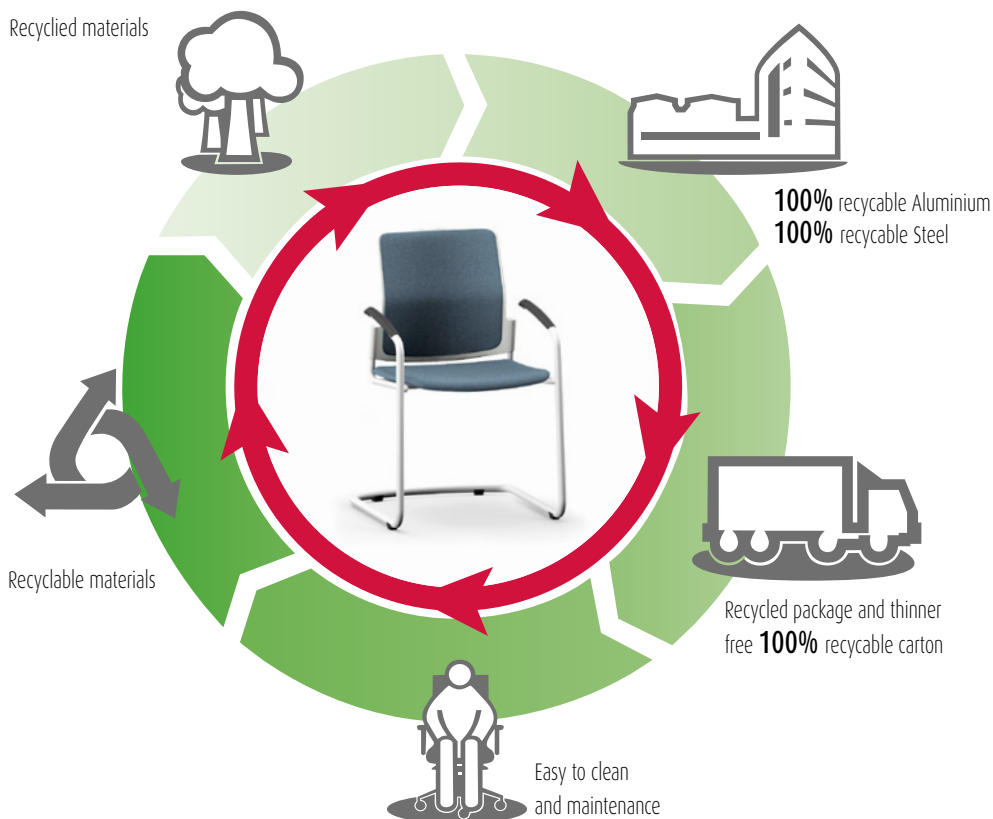 Recyclied materials
100% recycable Aluminium
100% recycable Steel
Recycled package and thinner
free 100% recycable carton
Easy to clean
and maintenance
Recyclable materials